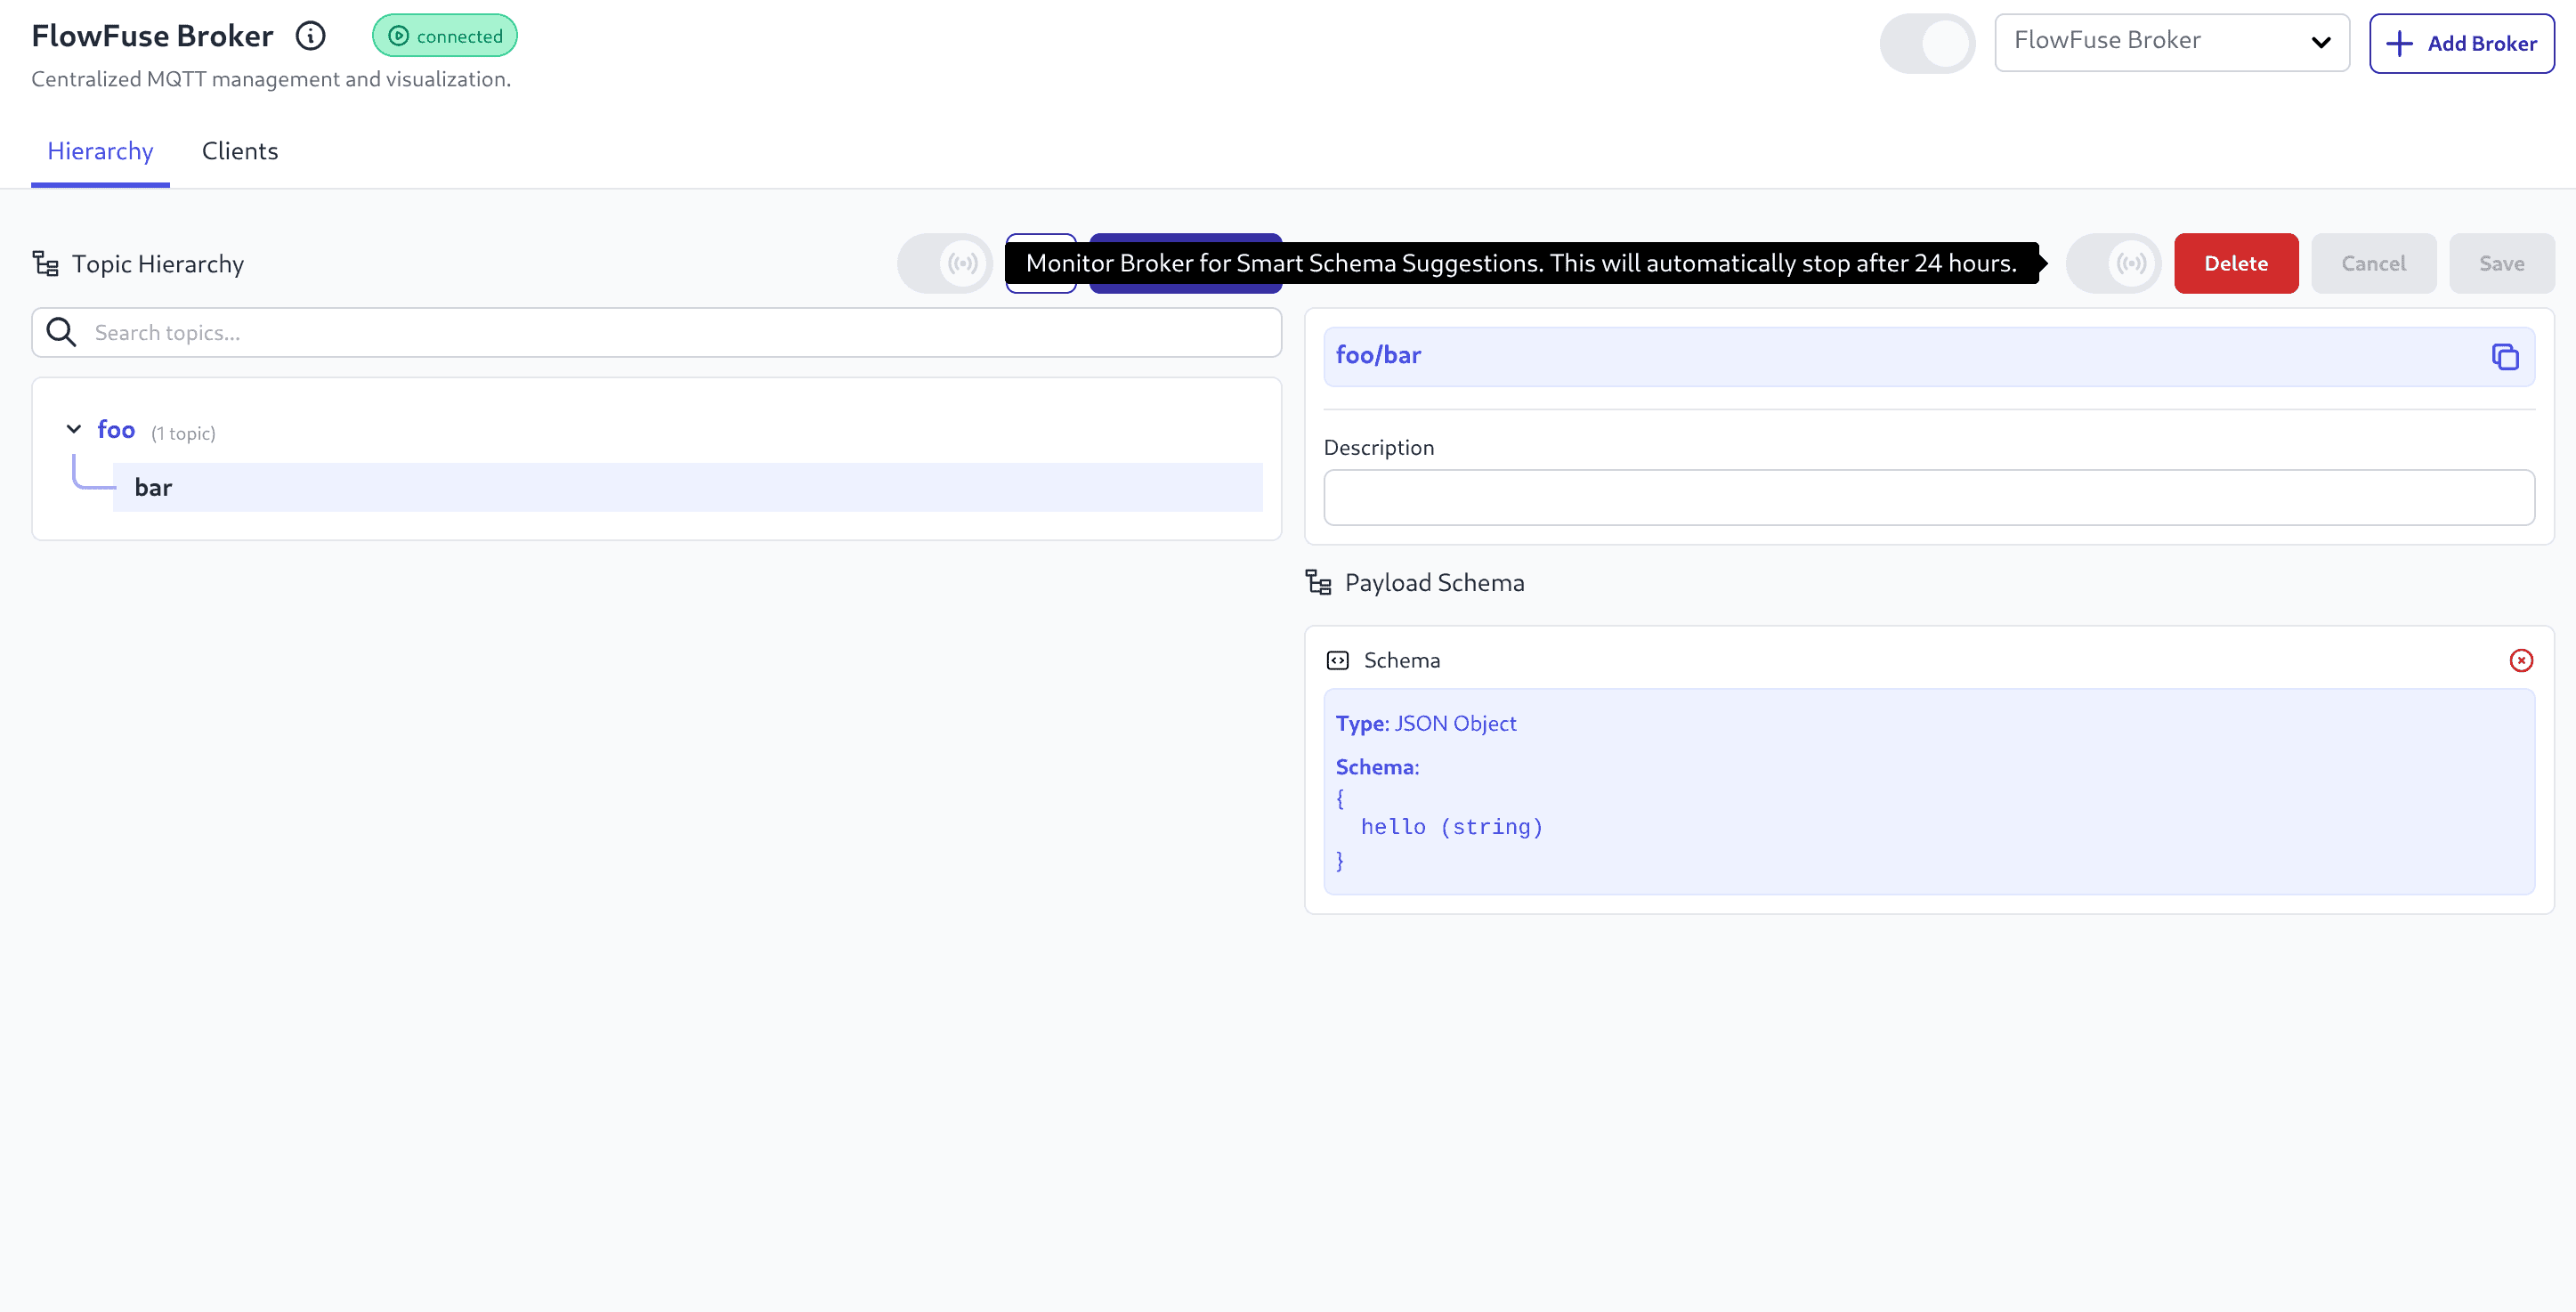 FlowFuse Broker
connected
Centralized MQTT management and visualization.
FlowFuse Broker
Add Broker
Hierarchy
Clients
Topic Hierarchy
Monitor Broker for Smart Schema Suggestions. This will automatically stop after 24 hours.
Delete
Cancel
Save
Search topics...
foo (1 topic)
bar
foo/bar
Description
Payload Schema
Schema
Type: JSON Object
Schema:
{
hello (string)
}